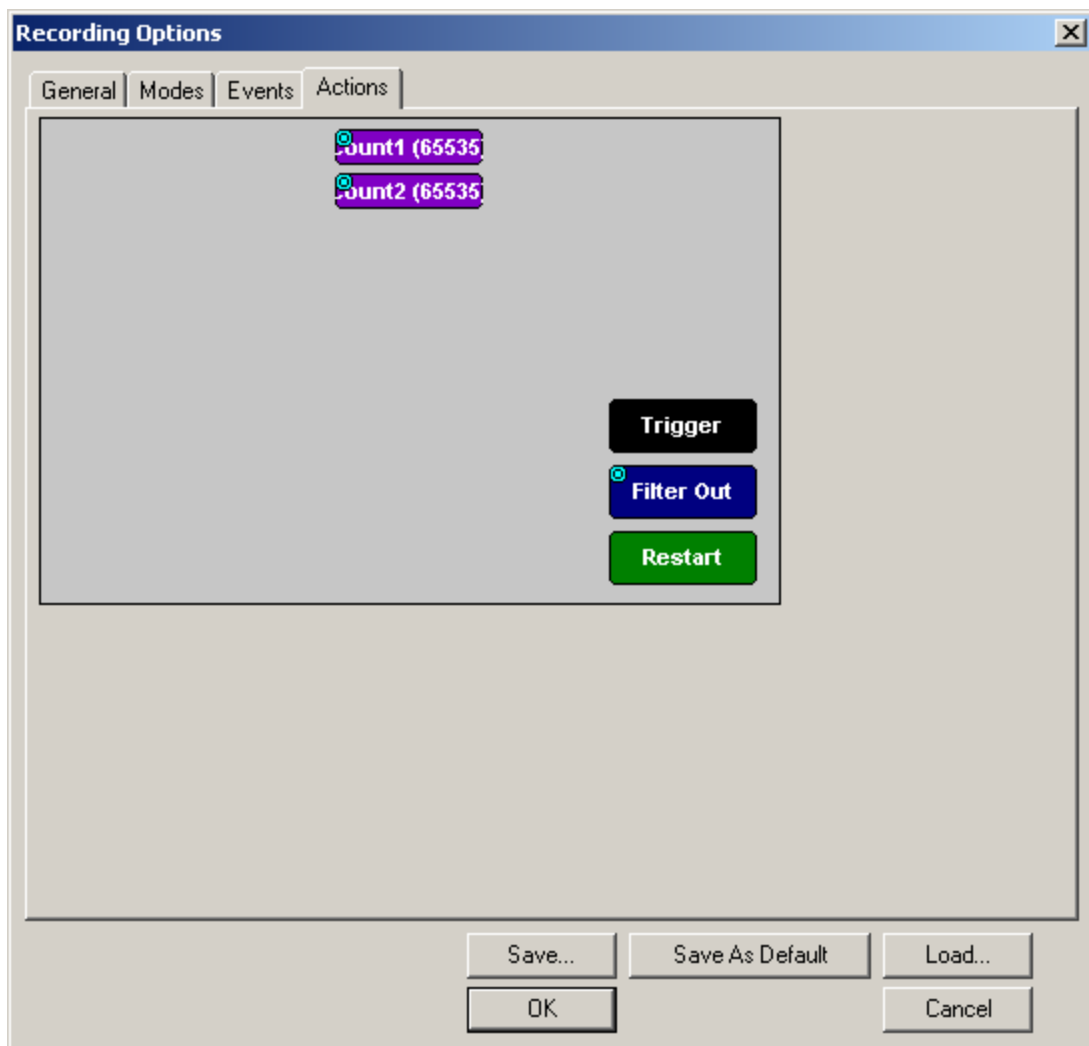 Recording Options
General Modes Events Actions
ount1 (65535
ount2 (65535
Trigger
Filter Out
Restart
Save... Save As Default Load...
OK Cancel